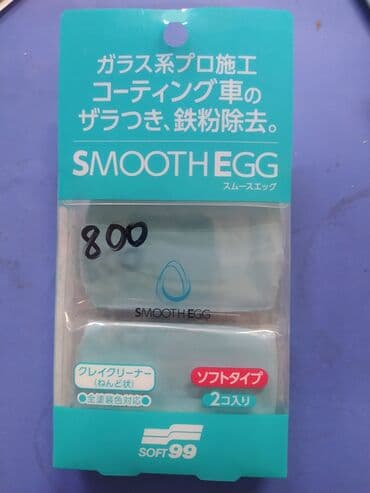 ガラス系プロ施工
コーティング車の
ザラつき、鉄粉除去。
SMOOTH EGG
スムースエッグ
800
SMOOTH EGG
クレイクリーナー
(ねんど状)
●全塗装色対応●
ソフトタイプ
2コ入り
SOFT99